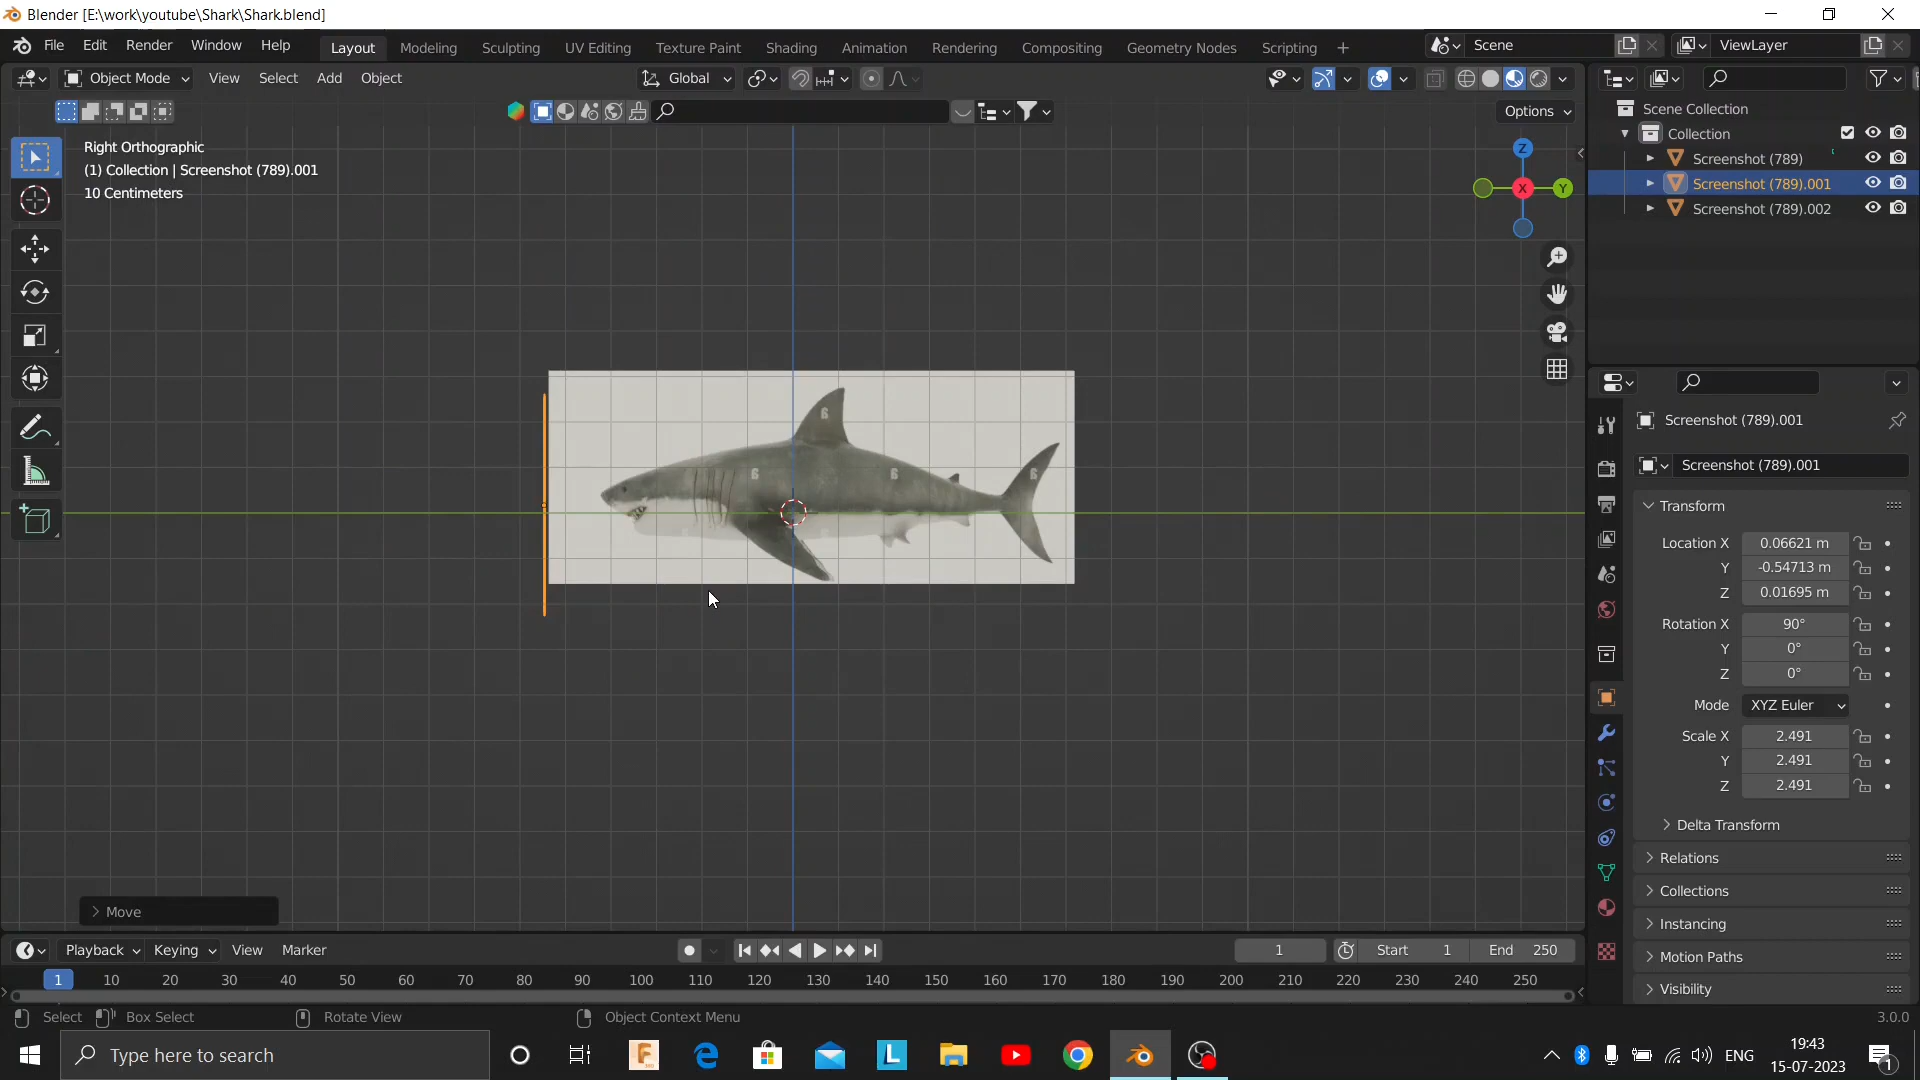 Blender [E:\work\youtube\Shark\Shark.blend]
File Edit Render Window Help Layout Modeling Sculpting UV Editing Texture Paint Shading Animation Rendering Compositing Geometry Nodes Scripting + Scene ViewLayer
Object Mode View Select Add Object Global
Options
Right Orthographic
(1) Collection | Screenshot (789).001
10 Centimeters
Z
X
Y
a
a
a
a
Move
Scene Collection
Collection
Screenshot (789)
Screenshot (789).001
Screenshot (789).002
Screenshot (789).001
Screenshot (789).001
Transform
Location X 0.06621 m
Y -0.54713 m
Z 0.01695 m
Rotation X 90°
Y 0°
Z 0°
Mode XYZ Euler
Scale X 2.491
Y 2.491
Z 2.491
Delta Transform
Relations
Collections
Instancing
Motion Paths
Visibility
Playback Keying View Marker 1 Start 1 End 250
1 10 20 30 40 50 60 70 80 90 100 110 120 130 140 150 160 170 180 190 200 210 220 230 240 250
Select Box Select Rotate View Object Context Menu 3.0.0
Type here to search
L
ENG
19:43
15-07-2023
1